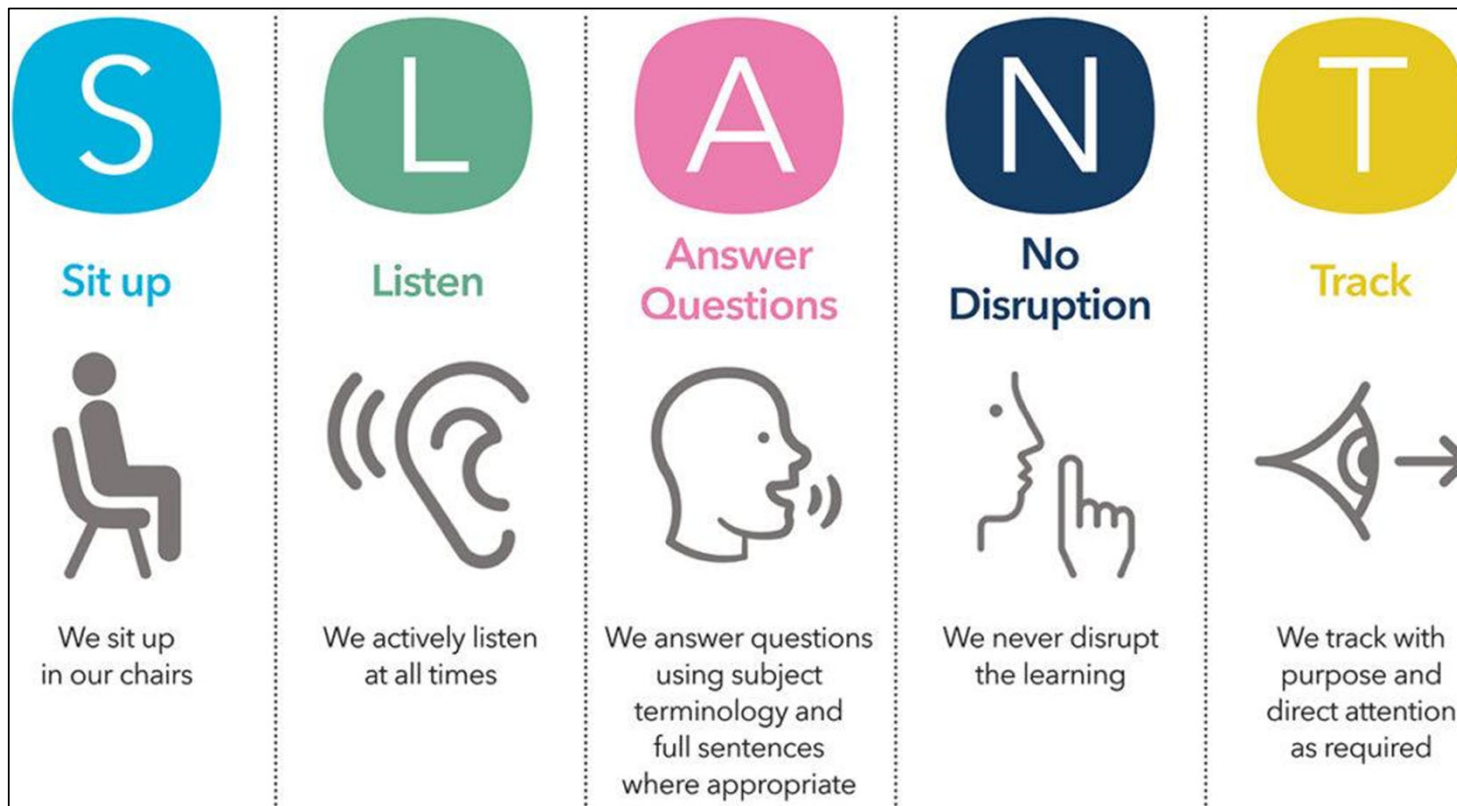 S
Sit up
We sit up
in our chairs
L
Listen
We actively listen
at all times
A
Answer
Questions
We answer questions
using subject
terminology and
full sentences
where appropriate
N
No
Disruption
We never disrupt
the learning
T
Track
We track with
purpose and
direct attention
as required